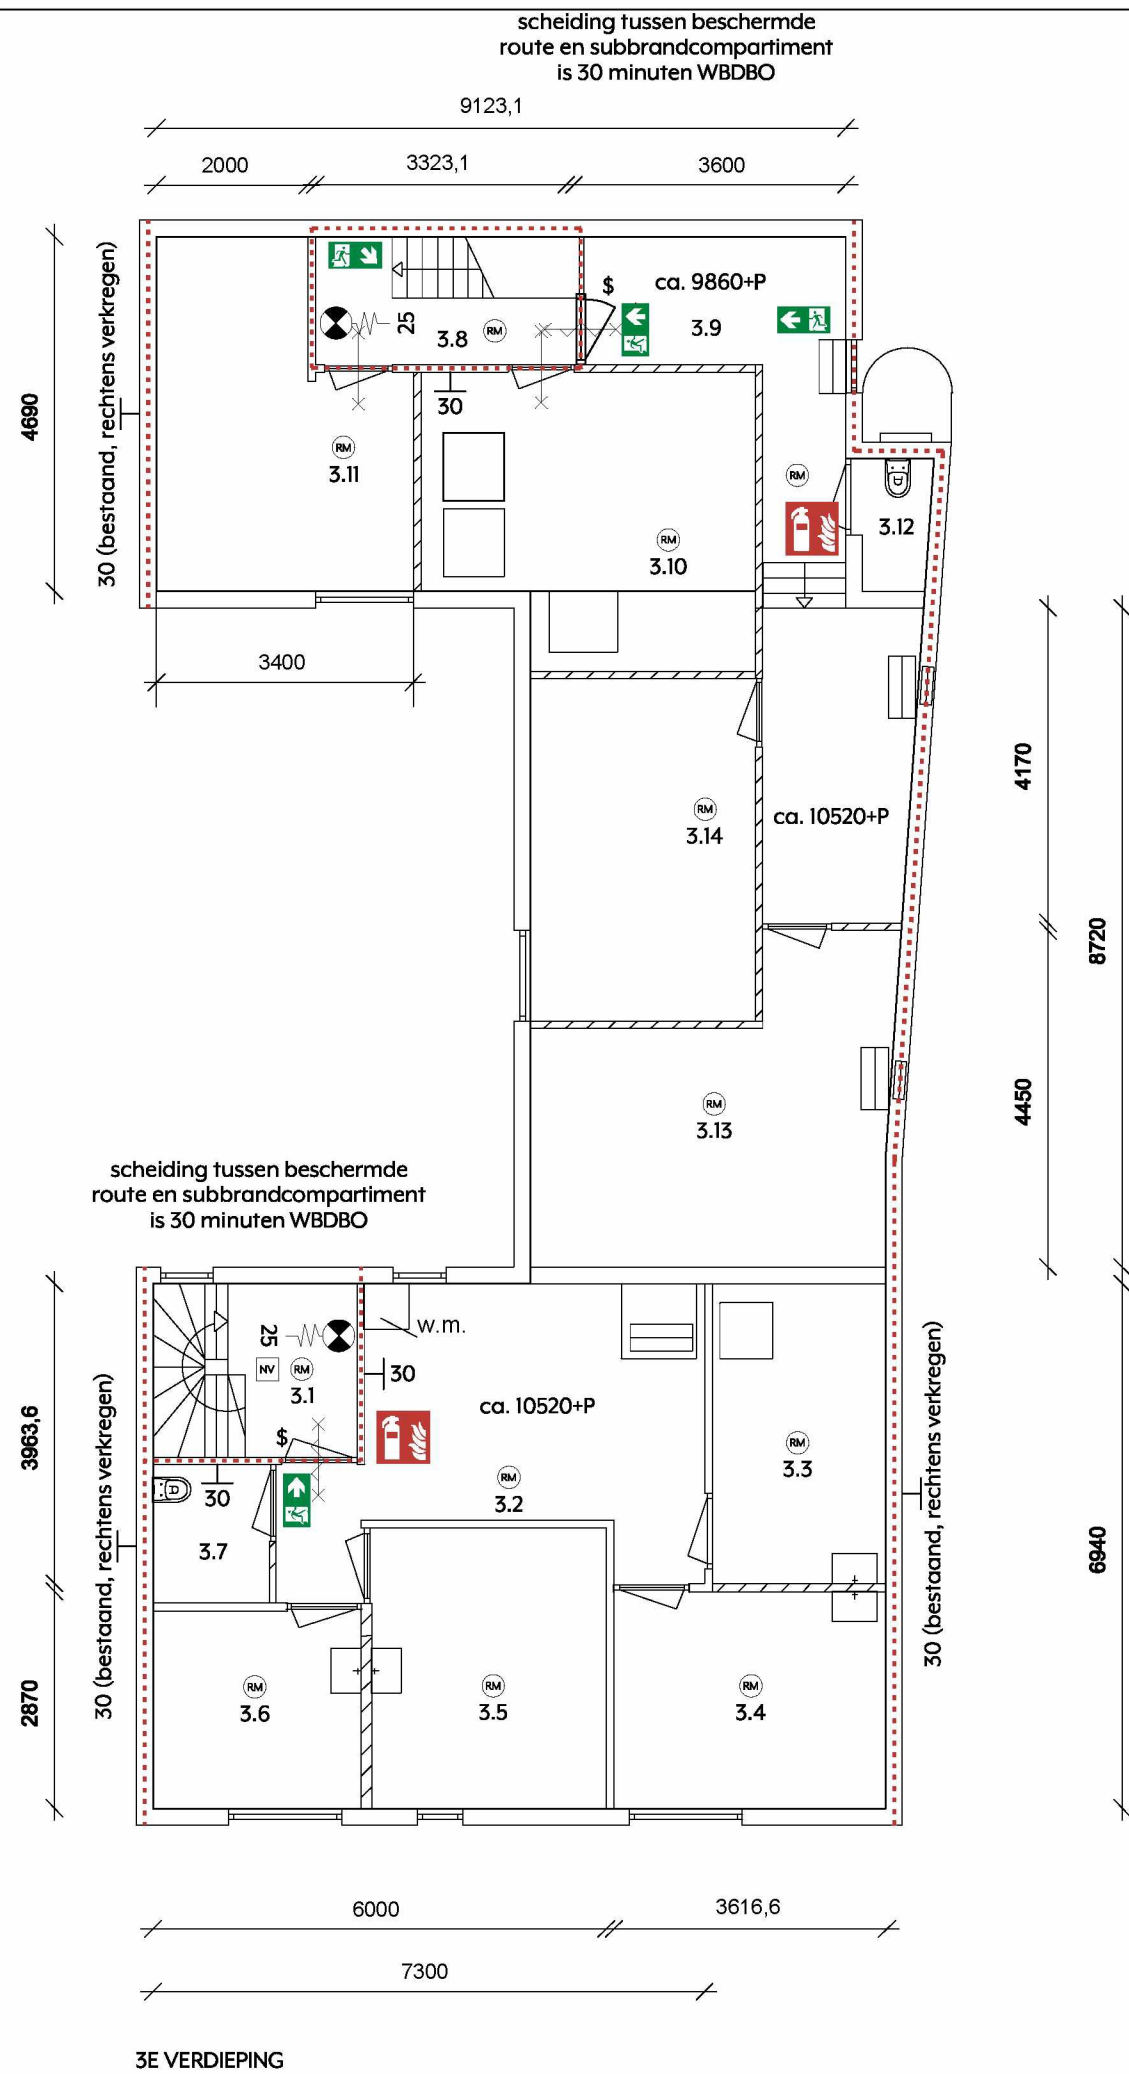 scheiding tussen beschermde
route en subbrandcompartiment
is 30 minuten WBDBO
9123,1
2000
3323,1
3600
4690
30 (bestaand, rechtens verkregen)
25
3.8
RM
$
ca. 9860+P
3.9
30
RM
3.11
RM
3.10
RM
3.12
3400
4170
8720
RM
3.14
ca. 10520+P
4450
RM
3.13
scheiding tussen beschermde
route en subbrandcompartiment
is 30 minuten WBDBO
3963,6
30 (bestaand, rechtens verkregen)
25
NV
RM
3.1
$
w.m.
30
ca. 10520+P
RM
3.2
RM
3.3
30
3.7
30 (bestaand, rechtens verkregen)
6940
2870
RM
3.6
RM
3.5
RM
3.4
6000
3616,6
7300
3E VERDIEPING